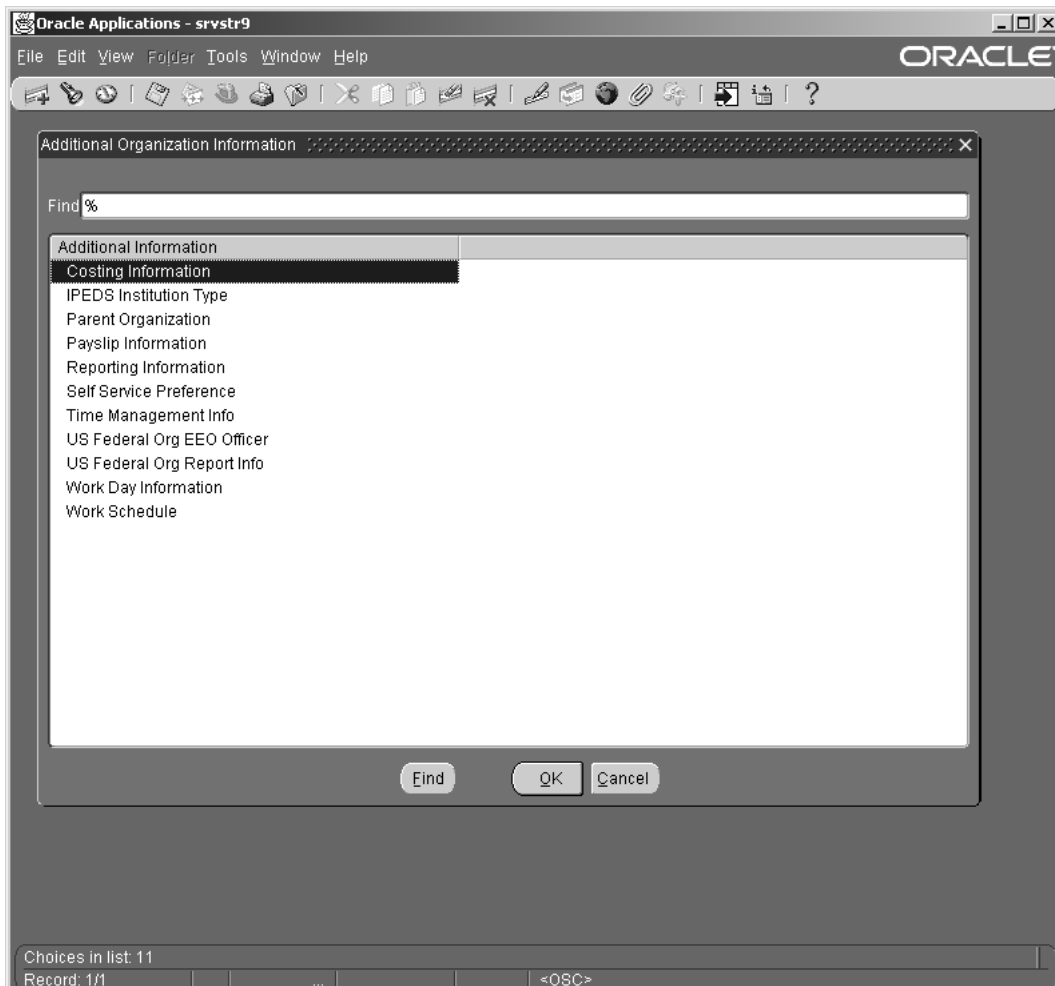 Oracle Applications - srvstr9
File Edit View Folder Tools Window Help
ORACLE
?
Additional Organization Information
Find %
Additional Information
Costing Information
IPEDS Institution Type
Parent Organization
Payslip Information
Reporting Information
Self Service Preference
Time Management Info
US Federal Org EEO Officer
US Federal Org Report Info
Work Day Information
Work Schedule
Find OK Cancel
Choices in list: 11
Record: 1/1 ... <OSC>